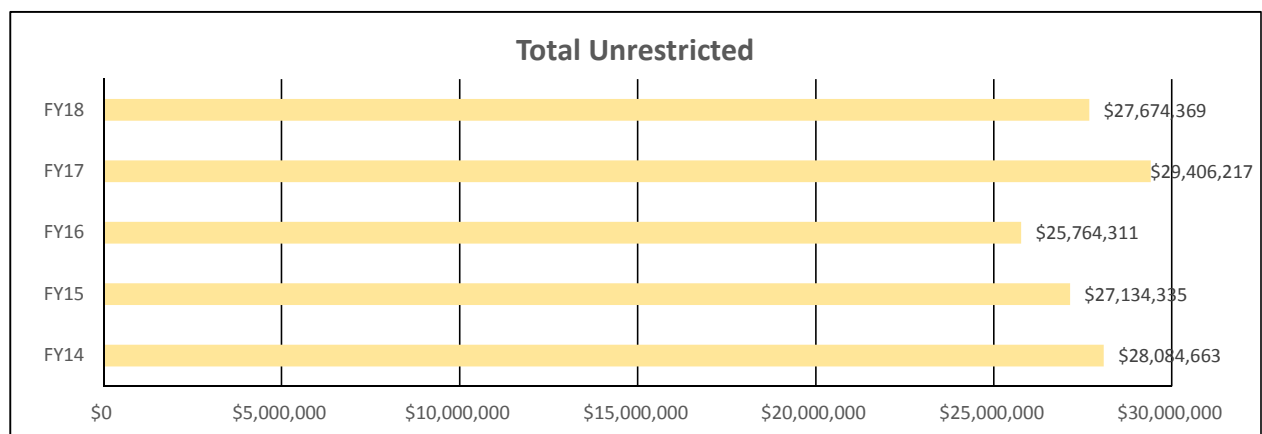 Total Unrestricted
FY18 $27,674,369
FY17 $29,406,217
FY16 $25,764,311
FY15 $27,134,335
FY14 $28,084,663
$0 $5,000,000 $10,000,000 $15,000,000 $20,000,000 $25,000,000 $30,000,000